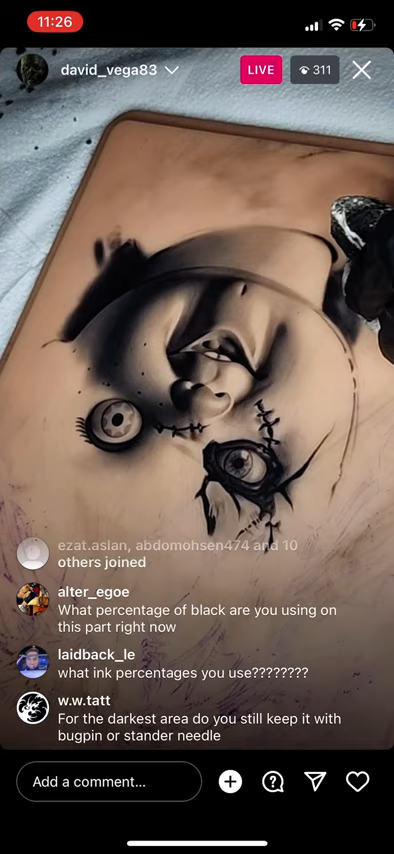 11:26
david_vega83
LIVE
311
ezat.aslan, abdomohsen474 and 10
others joined
alter_egoe
What percentage of black are you using on
this part right now
laidback_le
what ink percentages you use????????
w.w.tatt
For the darkest area do you still keep it with
bugpin or stander needle
Add a comment...